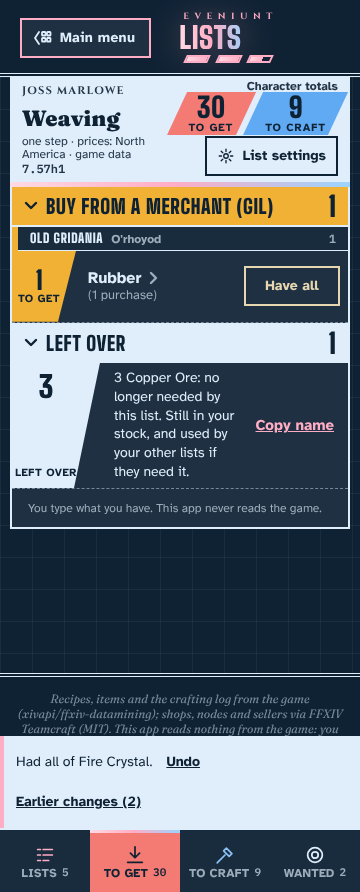 Main menu
EVENIUNT
LISTS
JOSS MARLOWE
Weaving
one step · prices: North
America · game data
7.57h1
Character totals
30
TO GET
9
TO CRAFT
List settings
BUY FROM A MERCHANT (GIL) 1
OLD GRIDANIA O'rhoyod 1
1
TO GET
Rubber
(1 purchase)
Have all
LEFT OVER 1
3
LEFT OVER
3 Copper Ore: no
longer needed by
this list. Still in your
stock, and used by
your other lists if
they need it.
Copy name
You type what you have. This app never reads the game.
Recipes, items and the crafting log from the game
(xivapi/ffxiv-datamining); shops, nodes and sellers via FFXIV
Teamcraft (MIT). This app reads nothing from the game: you
Had all of Fire Crystal. Undo
Earlier changes (2)
LISTS 5
TO GET 30
TO CRAFT 9
WANTED 2